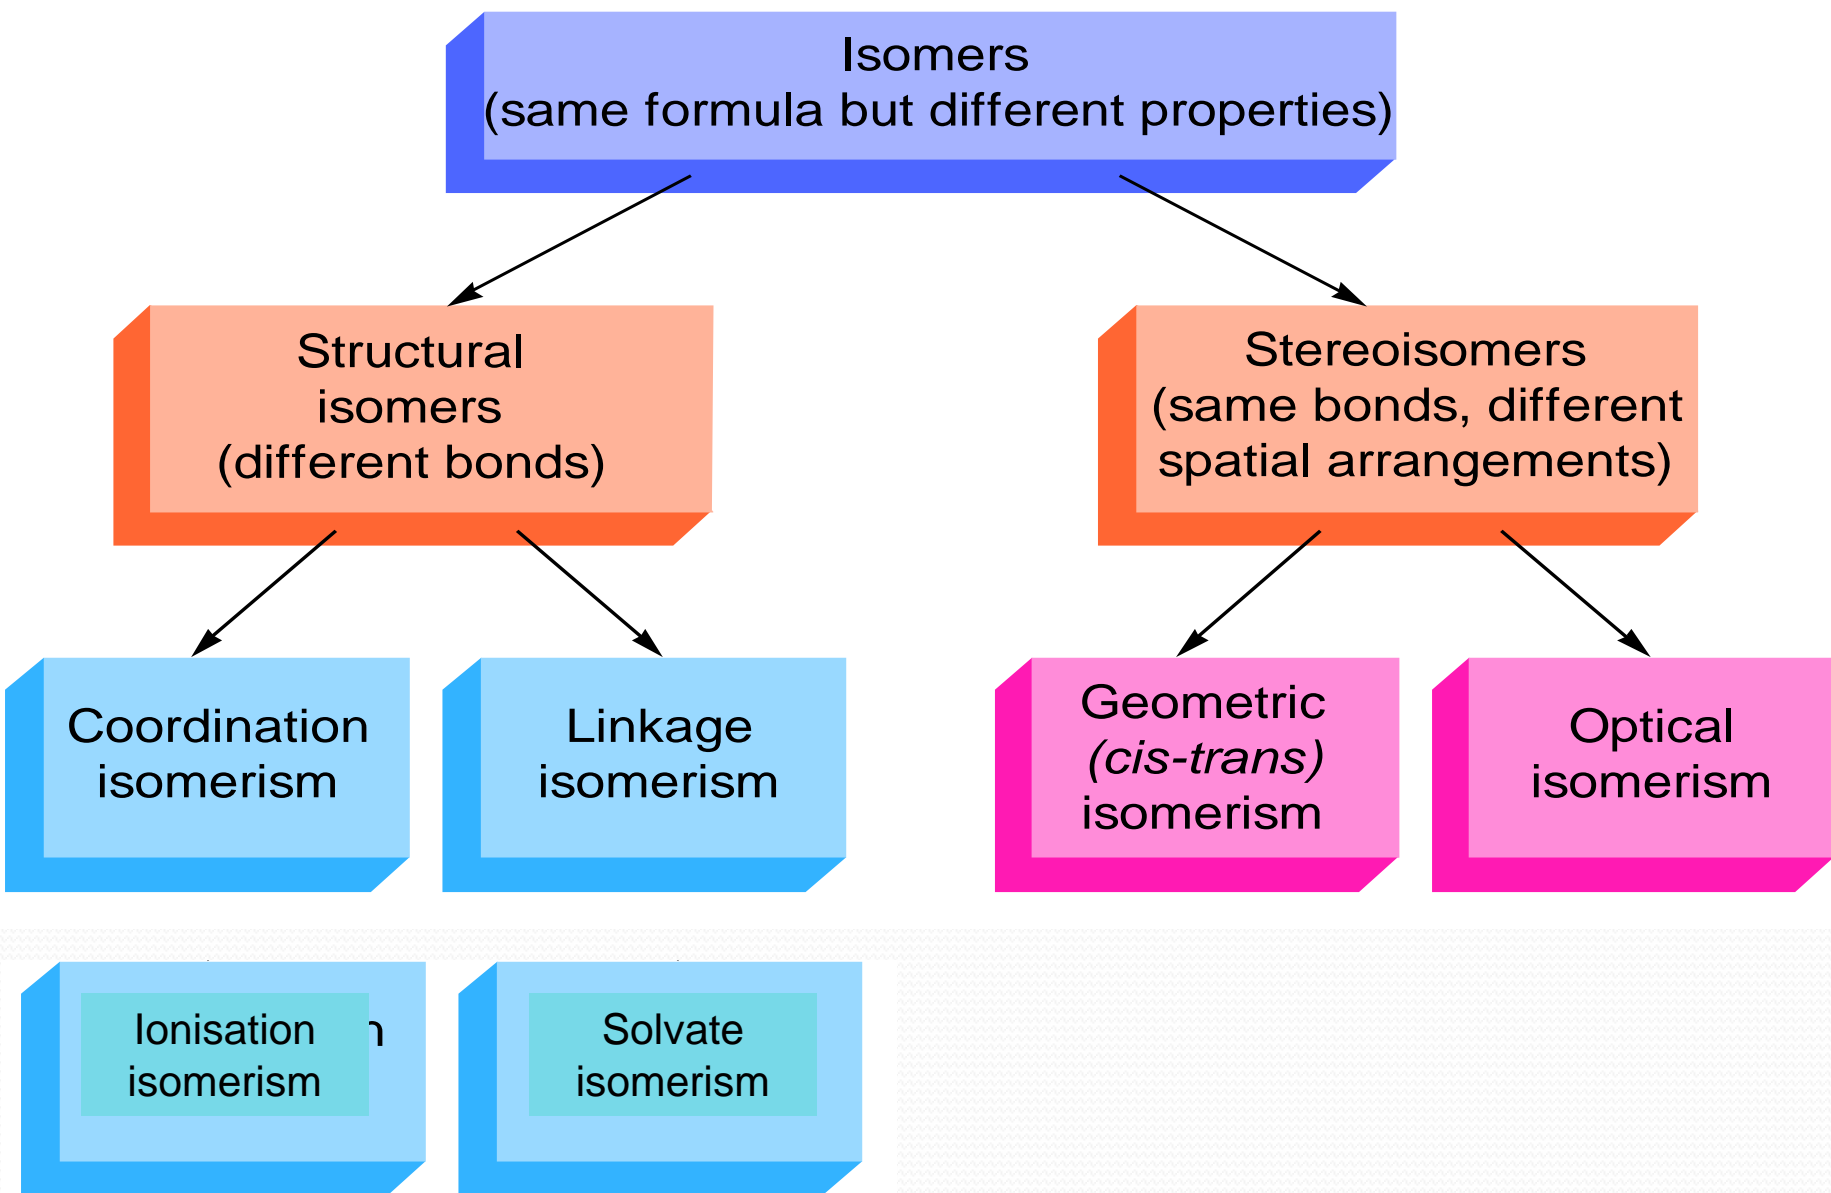 Isomers
(same formula but different properties)
Structural
isomers
(different bonds)
Stereoisomers
(same bonds, different
spatial arrangements)
Coordination
isomerism
Linkage
isomerism
Geometric
(cis-trans)
isomerism
Optical
isomerism
Ionisation
isomerism
Solvate
isomerism